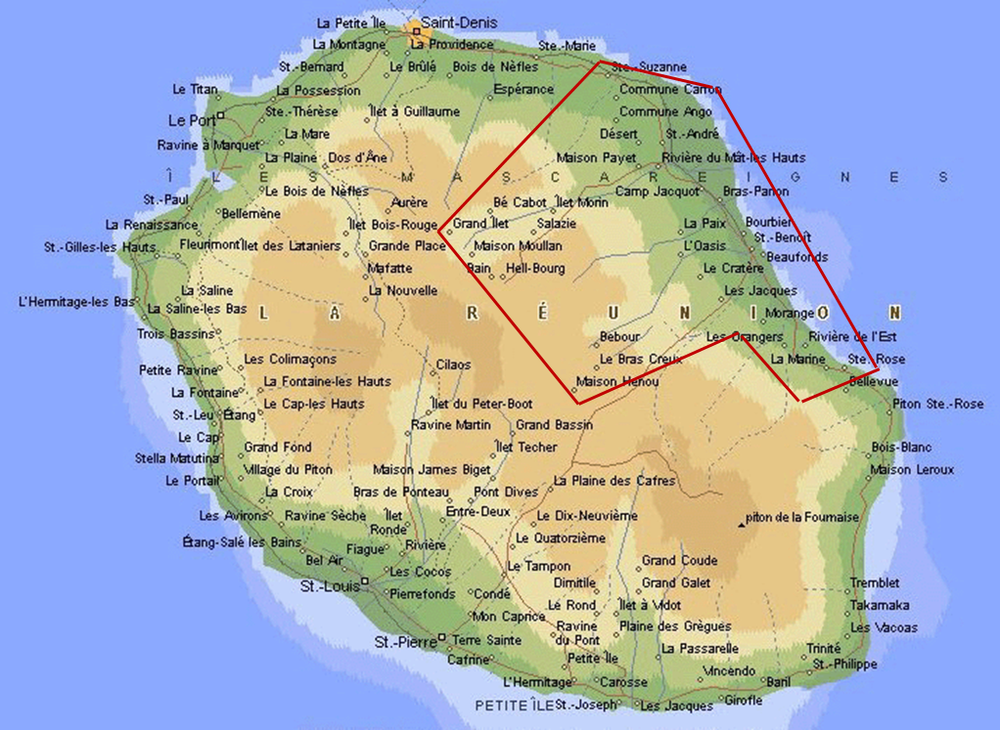 La Petite Île
Saint-Denis
La Montagne
La Providence
Ste.-Marie
St.-Bernard
Le Brûlé
Bois de Nèfles
Ste.-Suzanne
Le Titan
La Possession
Espérance
Commune Carron
Le Port
Ste.-Thérèse
Îlet à Guillaume
Commune Ango
La Mare
Désert
St.-André
Ravine à Marquet
La Plaine
Dos d'Âne
Maison Payet
Rivière du Mât-les Hauts
Î L E S M A S C A R E I G N E S
St.-Paul
Le Bois de Nèfles
Camp Jacquot
Bras-Panon
Bellemène
Aurère
Bé Cabot
Îlet Morin
La Renaissance
Îlet Bois-Rouge
Grand Îlet
Salazie
La Paix
Bourbier
St.-Gilles-les Hauts
Fleurimont
Îlet des Lataniers
Grande Place
Maison Moullan
L'Oasis
St.-Benoît
Beaufonds
Mafatte
Bain
Hell-Bourg
Le Cratère
L'Hermitage-les Bas
La Saline
La Nouvelle
Les Jacques
La Saline-les Bas
L A R É U N I O N
Morange
Trois Bassins
Bebour
Les Orangers
Rivière de l'Est
Petite Ravine
Les Colimaçons
Cilaos
Le Bras Creux
La Marine
Ste.-Rose
La Fontaine
La Fontaine-les Hauts
Maison Henou
Bellevue
St.-Leu
Étang
Le Cap-les Hauts
Îlet du Peter-Boot
Piton Ste.-Rose
Le Cap
Ravine Martin
Grand Bassin
Stella Matutina
Grand Fond
Îlet Techer
Bois-Blanc
Le Portail
Village du Piton
Maison James Biget
Maison Leroux
La Croix
Bras de Ponteau
Pont Dives
La Plaine des Cafres
Les Avirons
Ravine Sèche
Îlet
Ronde
Entre-Deux
Le Dix-Neuvième
piton de la Fournaise
Étang-Salé les Bains
Fiague
Rivière
Le Quatorzième
Bel Air
Les Cocos
Le Tampon
Grand Coude
St.-Louis
Pierrefonds
Condé
Dimitile
Grand Galet
Tremblet
Mon Caprice
Le Rond
Îlet à Vidot
Takamaka
St.-Pierre
Terre Sainte
Ravine
du Pont
Plaine des Grègues
Les Vacoas
Cafrine
Petite Île
La Passarelle
Trinité
St.-Philippe
L'Hermitage
Carosse
Vincendo
Baril
PETITE ÎLE
St.-Joseph
Les Jacques
Girofle